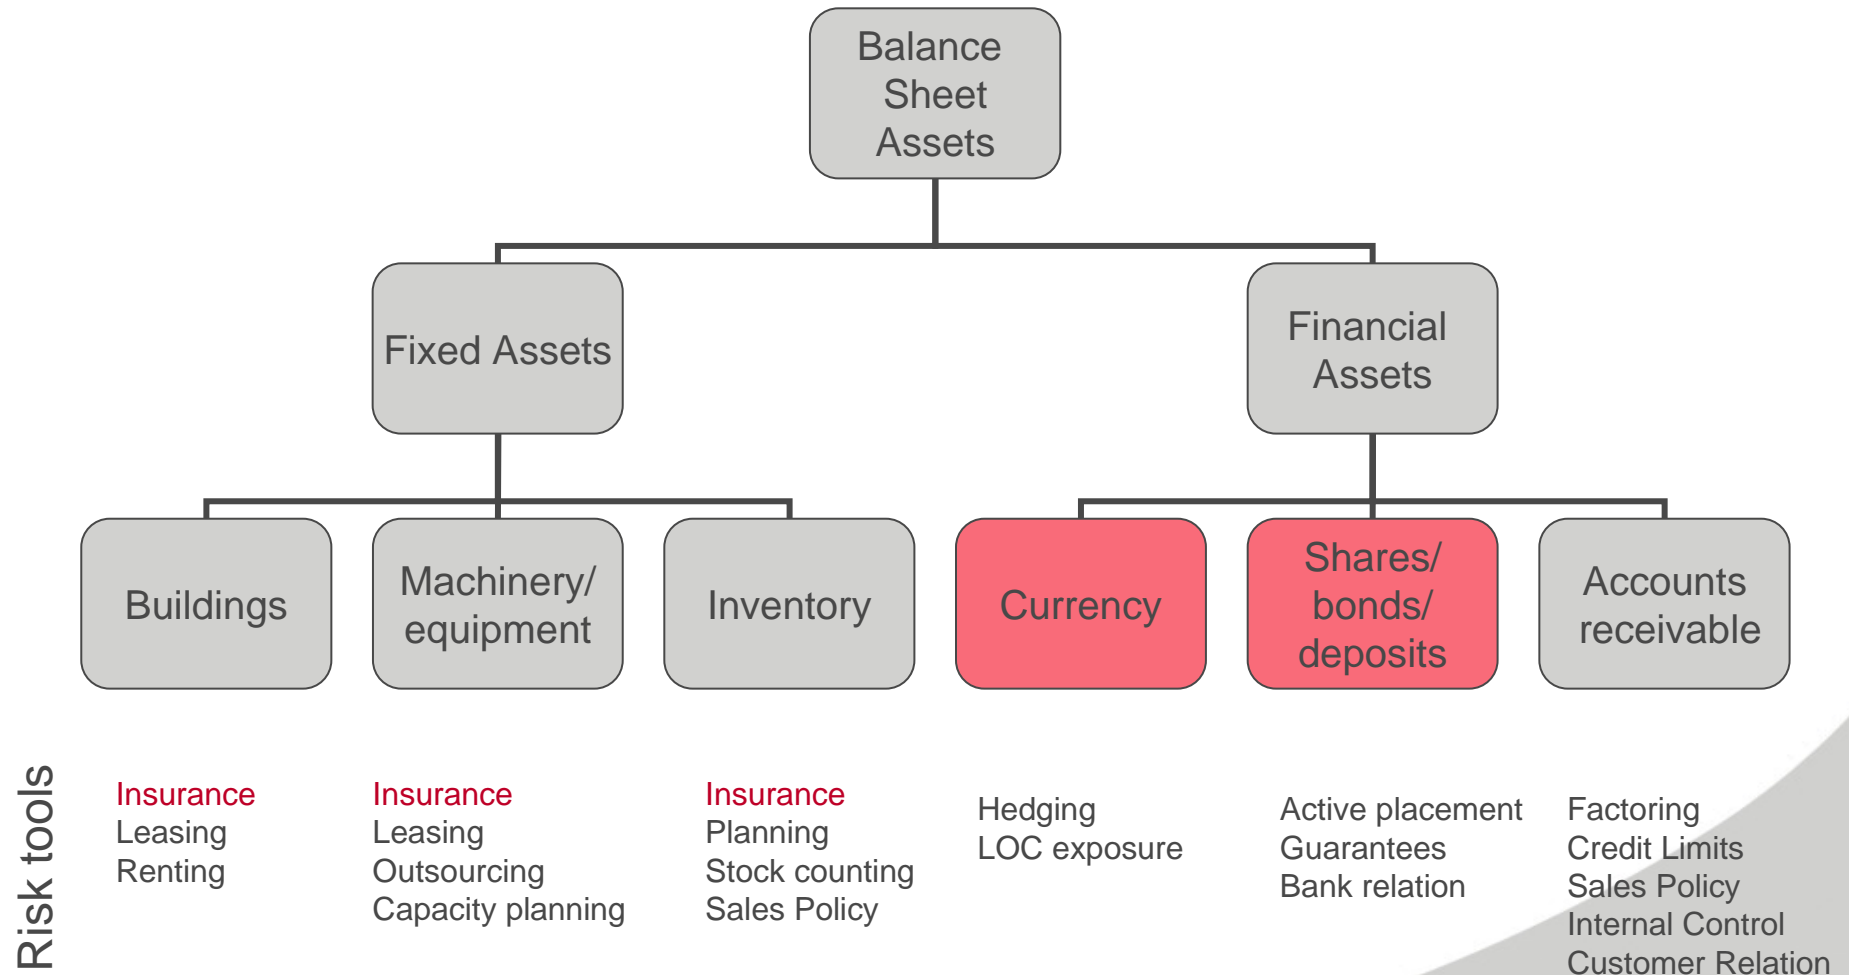 Balance
Sheet
Assets
Fixed Assets
Financial
Assets
Buildings
Machinery/
equipment
Inventory
Currency
Shares/
bonds/
deposits
Accounts
receivable
Risk tools
Insurance
Leasing
Renting
Insurance
Leasing
Outsourcing
Capacity planning
Insurance
Planning
Stock counting
Sales Policy
Hedging
LOC exposure
Active placement
Guarantees
Bank relation
Factoring
Credit Limits
Sales Policy
Internal Control
Customer Relation